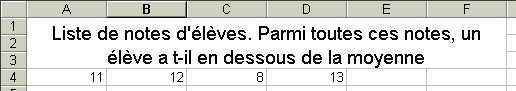 A B C D E F
1
2
3
Liste de notes d'élèves. Parmi toutes ces notes, un
élève a t-il en dessous de la moyenne
4 11 12 8 13